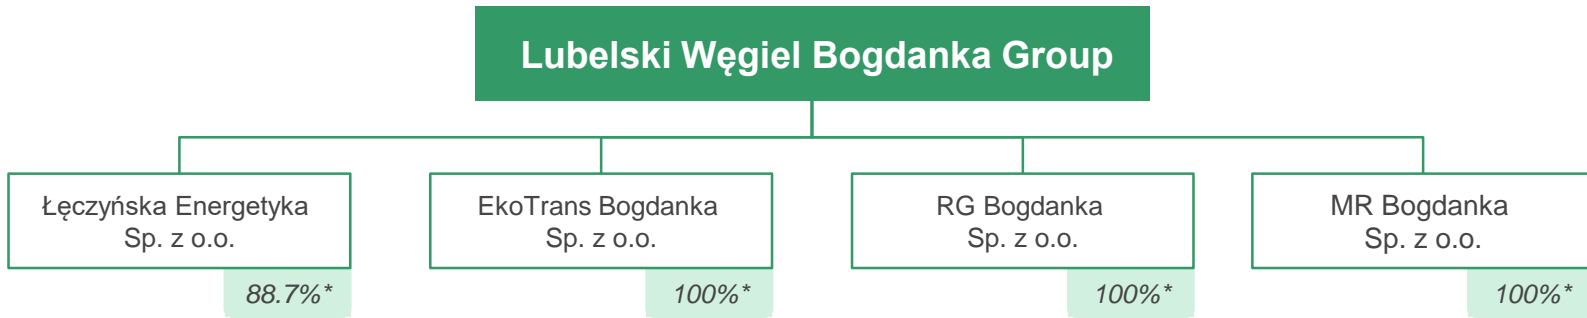 Lubelski Węgiel Bogdanka Group
Łęczyńska Energetyka
Sp. z o.o.
88.7%*
EkoTrans Bogdanka
Sp. z o.o.
100%*
RG Bogdanka
Sp. z o.o.
100%*
MR Bogdanka
Sp. z o.o.
100%*